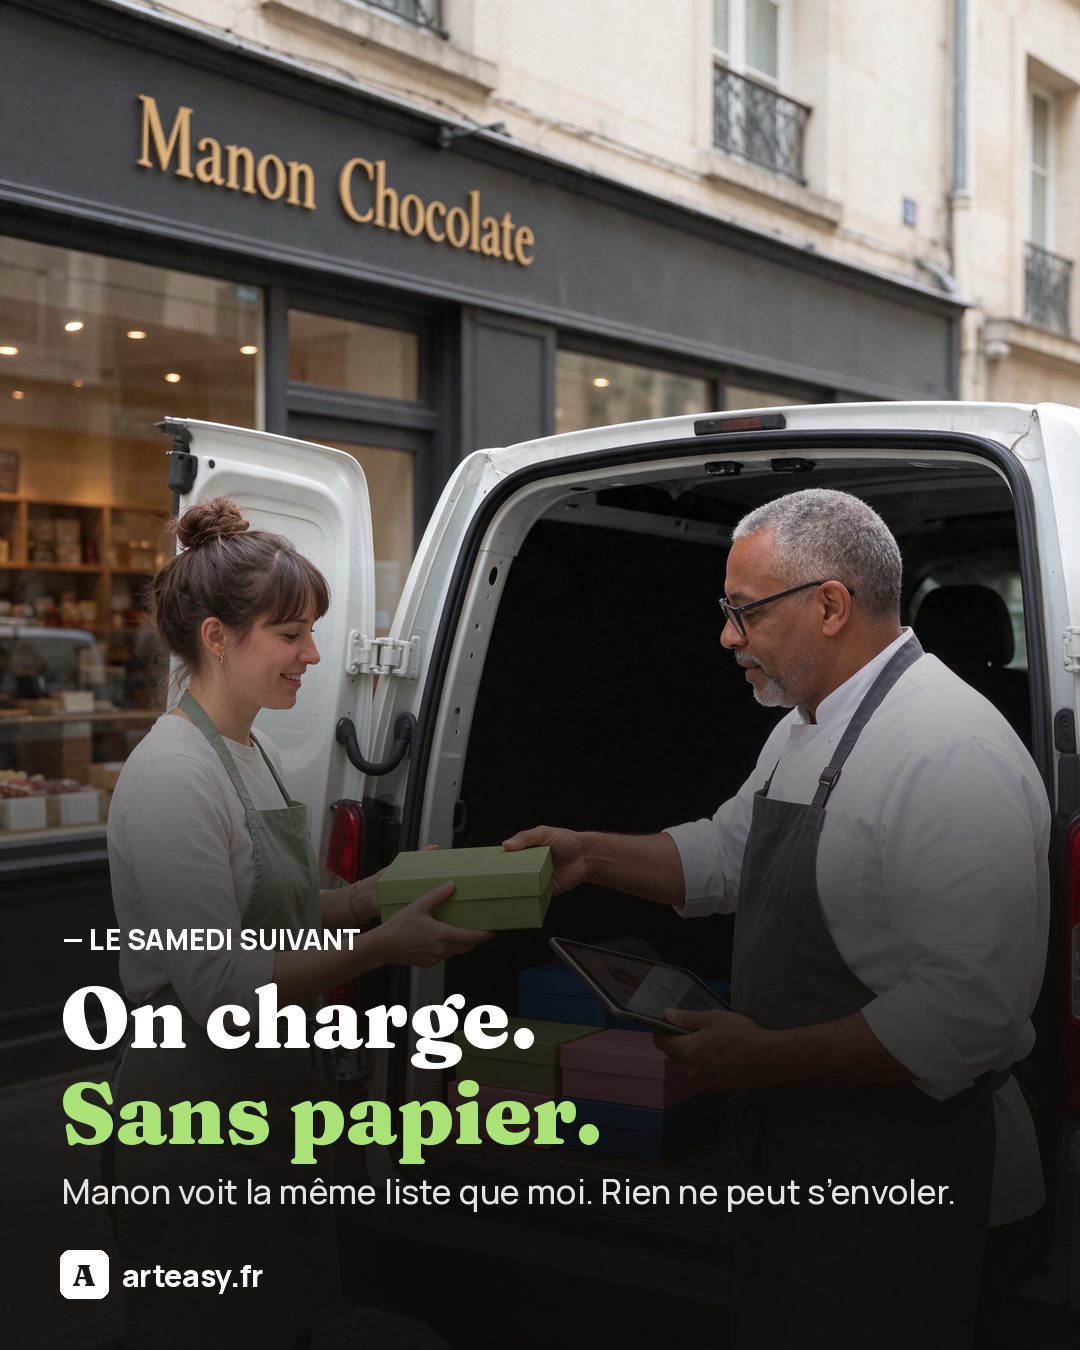 Manon Chocolate
— LE SAMEDI SUIVANT
On charge.
Sans papier.
Manon voit la même liste que moi. Rien ne peut s’envoler.
A arteasy.fr